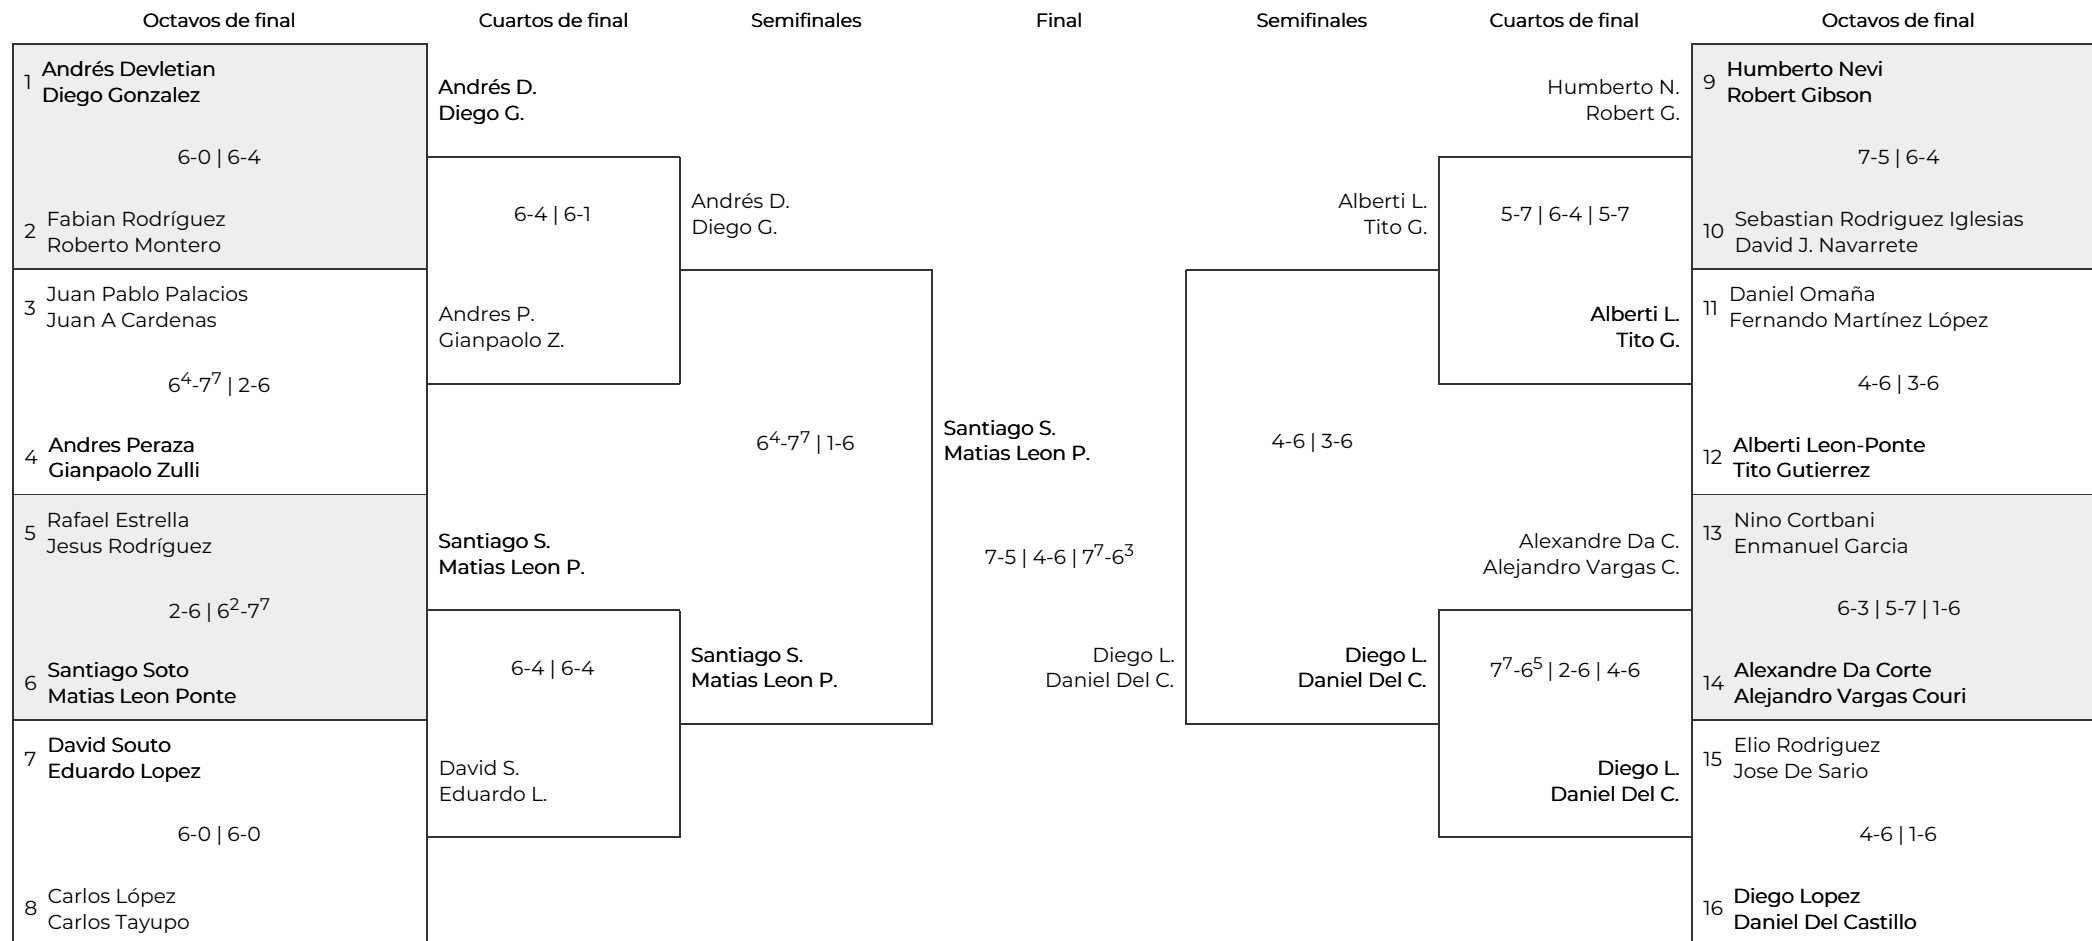 Octavos de final
Cuartos de final
Semifinales
Final
Semifinales
Cuartos de final
Octavos de final
1
Andrés Devletian
Diego Gonzalez
6-0 | 6-4
2
Fabian Rodríguez
Roberto Montero
3
Juan Pablo Palacios
Juan A Cardenas
6⁴-7⁷ | 2-6
4
Andres Peraza
Gianpaolo Zulli
5
Rafael Estrella
Jesus Rodríguez
2-6 | 6²-7⁷
6
Santiago Soto
Matias Leon Ponte
7
David Souto
Eduardo Lopez
6-0 | 6-0
8
Carlos López
Carlos Tayupo
Andrés D.
Diego G.
6-4 | 6-1
Andres P.
Gianpaolo Z.
Santiago S.
Matias Leon P.
6-4 | 6-4
David S.
Eduardo L.
Andrés D.
Diego G.
6⁴-7⁷ | 1-6
Santiago S.
Matias Leon P.
Santiago S.
Matias Leon P.
7-5 | 4-6 | 7⁷-6³
Diego L.
Daniel Del C.
Alberti L.
Tito G.
4-6 | 3-6
Diego L.
Daniel Del C.
Humberto N.
Robert G.
5-7 | 6-4 | 5-7
Alberti L.
Tito G.
Alexandre Da C.
Alejandro Vargas C.
7⁷-6⁵ | 2-6 | 4-6
Diego L.
Daniel Del C.
9
Humberto Nevi
Robert Gibson
7-5 | 6-4
10
Sebastian Rodriguez Iglesias
David J. Navarrete
11
Daniel Omaña
Fernando Martínez López
4-6 | 3-6
12
Alberti Leon-Ponte
Tito Gutierrez
13
Nino Cortbani
Enmanuel Garcia
6-3 | 5-7 | 1-6
14
Alexandre Da Corte
Alejandro Vargas Couri
15
Elio Rodriguez
Jose De Sario
4-6 | 1-6
16
Diego Lopez
Daniel Del Castillo